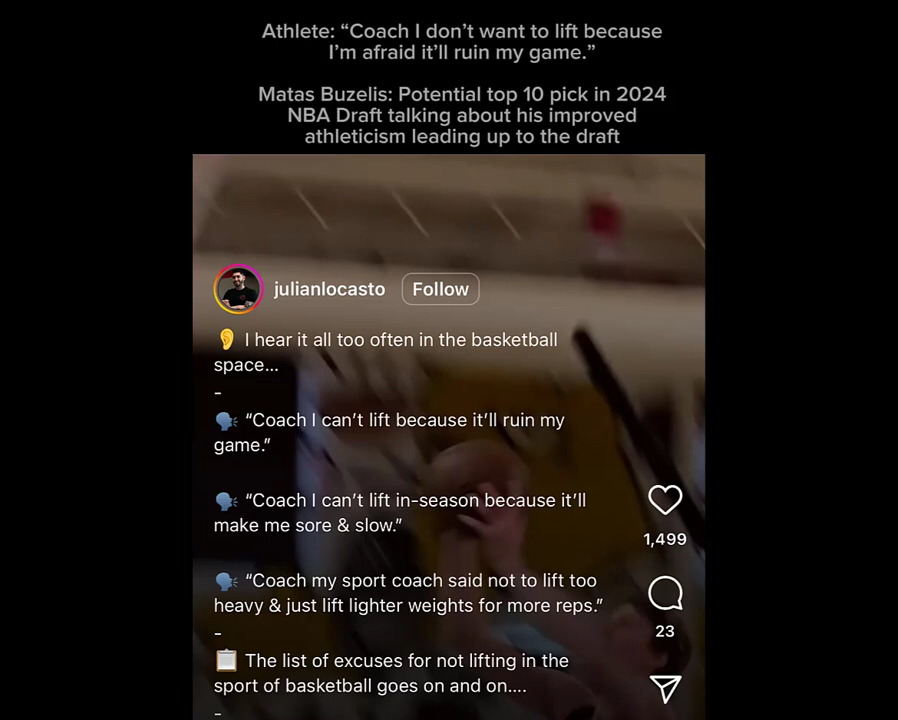 Athlete: “Coach I don’t want to lift because
I’m afraid it’ll ruin my game.”
Matas Buzelis: Potential top 10 pick in 2024
NBA Draft talking about his improved
athleticism leading up to the draft
julianlocasto
Follow
👂 I hear it all too often in the basketball
space...
-
🗣️ “Coach I can’t lift because it’ll ruin my
game.”
🗣️ “Coach I can’t lift in-season because it’ll
make me sore & slow.”
🗣️ “Coach my sport coach said not to lift too
heavy & just lift lighter weights for more reps.”
-
📋 The list of excuses for not lifting in the
sport of basketball goes on and on....
-
1,499
23